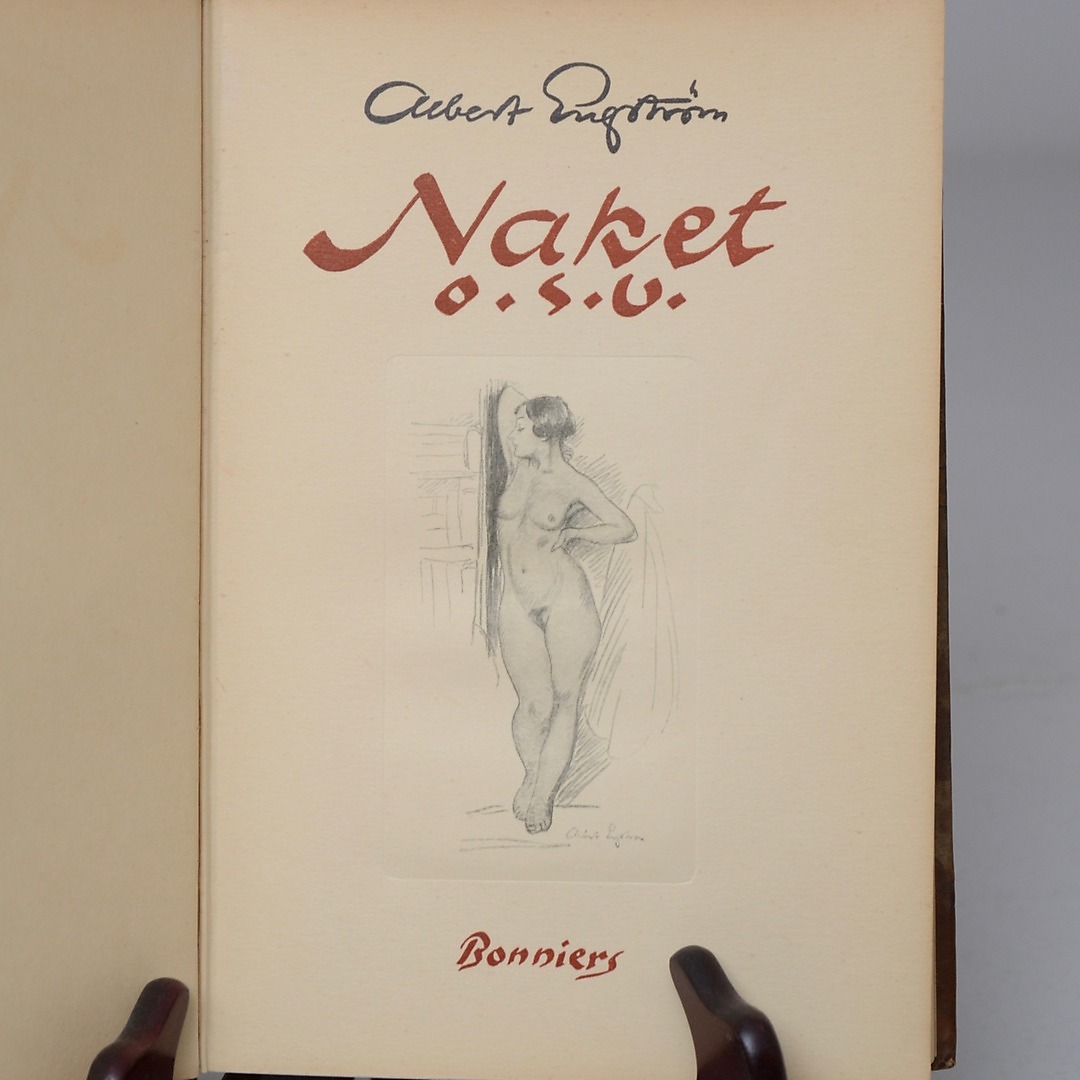 Albert Engström
Naket
o.s.v.
Albert Engström
Bonniers